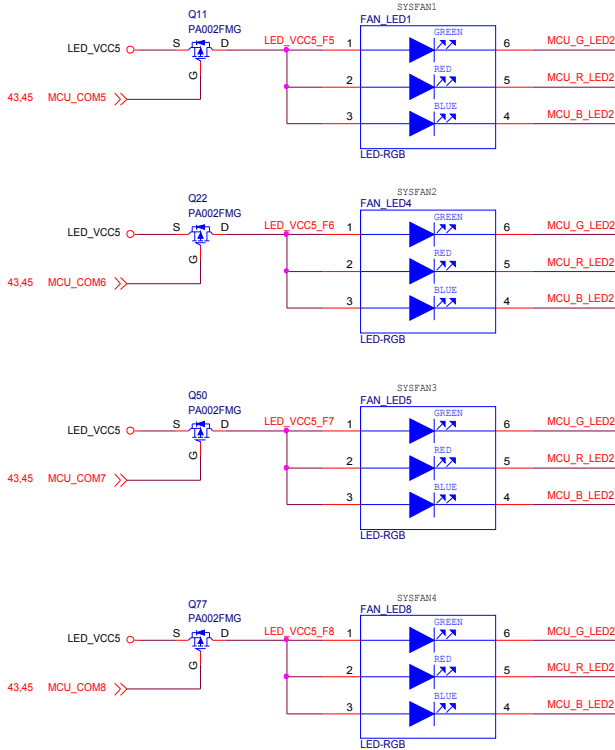 SYSFAN1
Q11 FAN_LED1
PA002FMG GREEN
LED_VCC5 S D LED_VCC5_F5 1 6 MCU_G_LED2
RED
G 2 5 MCU_R_LED2
43,45 MCU_COM5 BLUE
3 4 MCU_B_LED2
LED-RGB
SYSFAN2
Q22 FAN_LED4
PA002FMG GREEN
LED_VCC5 S D LED_VCC5_F6 1 6 MCU_G_LED2
RED
G 2 5 MCU_R_LED2
43,45 MCU_COM6 BLUE
3 4 MCU_B_LED2
LED-RGB
SYSFAN3
Q50 FAN_LED5
PA002FMG GREEN
LED_VCC5 S D LED_VCC5_F7 1 6 MCU_G_LED2
RED
G 2 5 MCU_R_LED2
43,45 MCU_COM7 BLUE
3 4 MCU_B_LED2
LED-RGB
SYSFAN4
Q77 FAN_LED8
PA002FMG GREEN
LED_VCC5 S D LED_VCC5_F8 1 6 MCU_G_LED2
RED
G 2 5 MCU_R_LED2
43,45 MCU_COM8 BLUE
3 4 MCU_B_LED2
LED-RGB